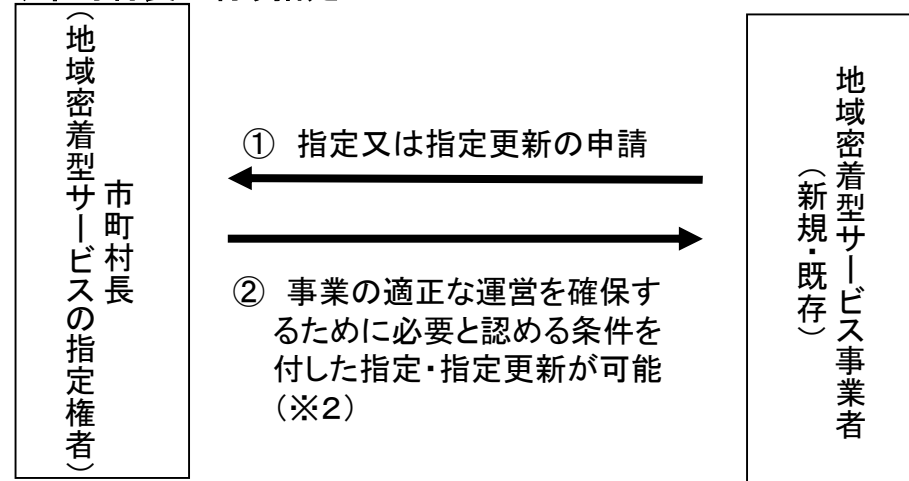 市町村長
（地域密着型サービスの指定権者）
① 指定又は指定更新の申請
② 事業の適正な運営を確保す
るために必要と認める条件を
付した指定・指定更新が可能
（※２）
地域密着型サービス事業者
（新規・既存）